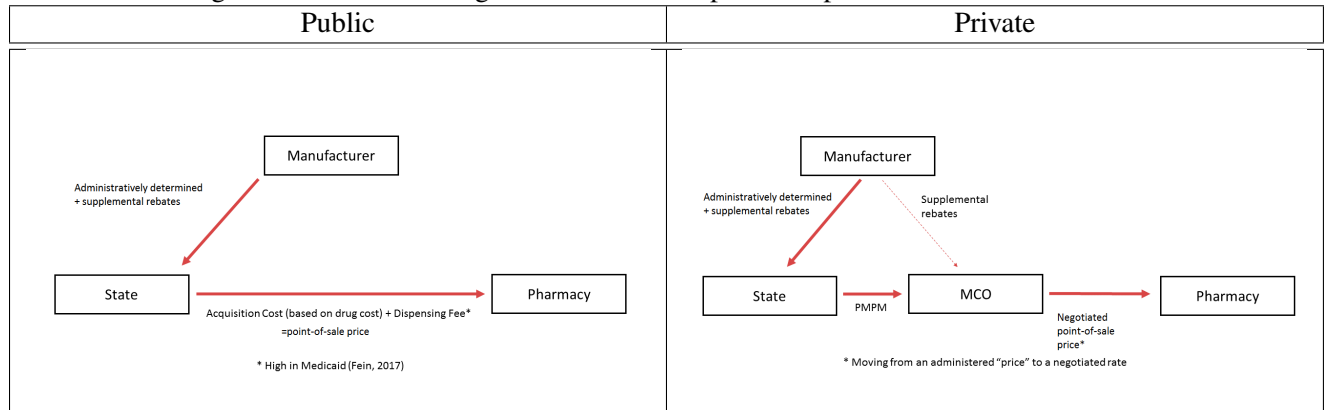 Public
Private
Manufacturer
Administratively determined
+ supplemental rebates
State
Pharmacy
Acquisition Cost (based on drug cost) + Dispensing Fee*
=point-of-sale price
* High in Medicaid (Fein, 2017)
Manufacturer
Administratively determined
+ supplemental rebates
Supplemental
rebates
State
PMPM
MCO
Pharmacy
Negotiated
point-of-sale
price*
* Moving from an administered “price” to a negotiated rate